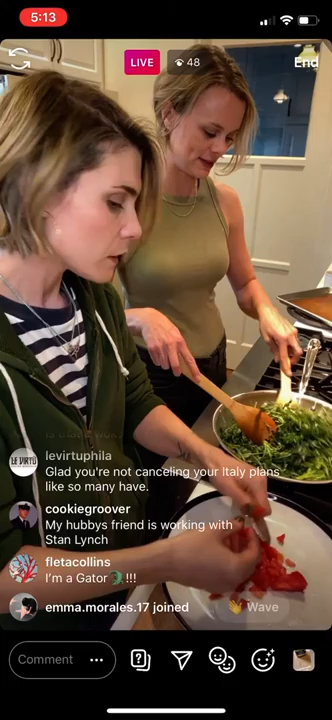 5:13
LIVE
48
End
levirtuphila
Glad you're not canceling your Italy plans
like so many have.
cookiegroover
My hubbys friend is working with
Stan Lynch
fletacollins
I'm a Gator 🐊!!!
emma.morales.17 joined
👋 Wave
Comment